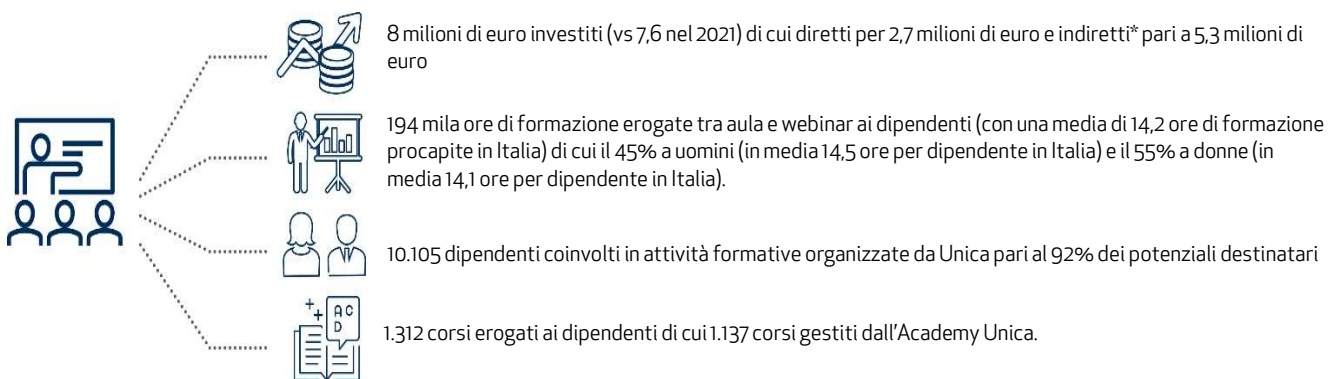 8 milioni di euro investiti (vs 7,6 nel 2021) di cui diretti per 2,7 milioni di euro e indiretti* pari a 5,3 milioni di
euro
194 mila ore di formazione erogate tra aula e webinar ai dipendenti (con una media di 14,2 ore di formazione
procapite in Italia) di cui il 45% a uomini (in media 14,5 ore per dipendente in Italia) e il 55% a donne (in
media 14,1 ore per dipendente in Italia).
10.105 dipendenti coinvolti in attività formative organizzate da Unica pari al 92% dei potenziali destinatari
A C
D
1.312 corsi erogati ai dipendenti di cui 1.137 corsi gestiti dall'Academy Unica.